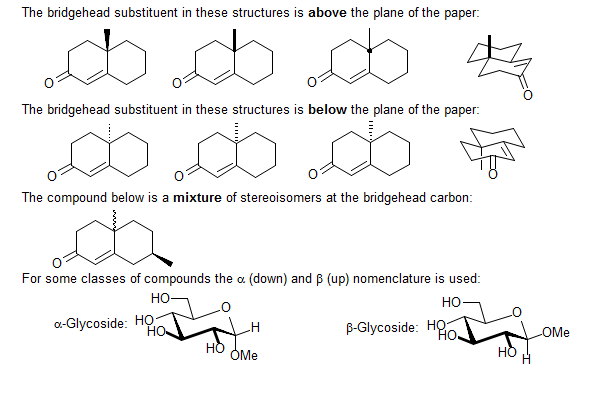 The bridgehead substituent in these structures is above the plane of the paper:
O O O O
The bridgehead substituent in these structures is below the plane of the paper:
O O O O
The compound below is a mixture of stereoisomers at the bridgehead carbon:
O
For some classes of compounds the α (down) and β (up) nomenclature is used:
α-Glycoside: HO HO HO O H HO OMe
β-Glycoside: HO HO HO O OMe HO H